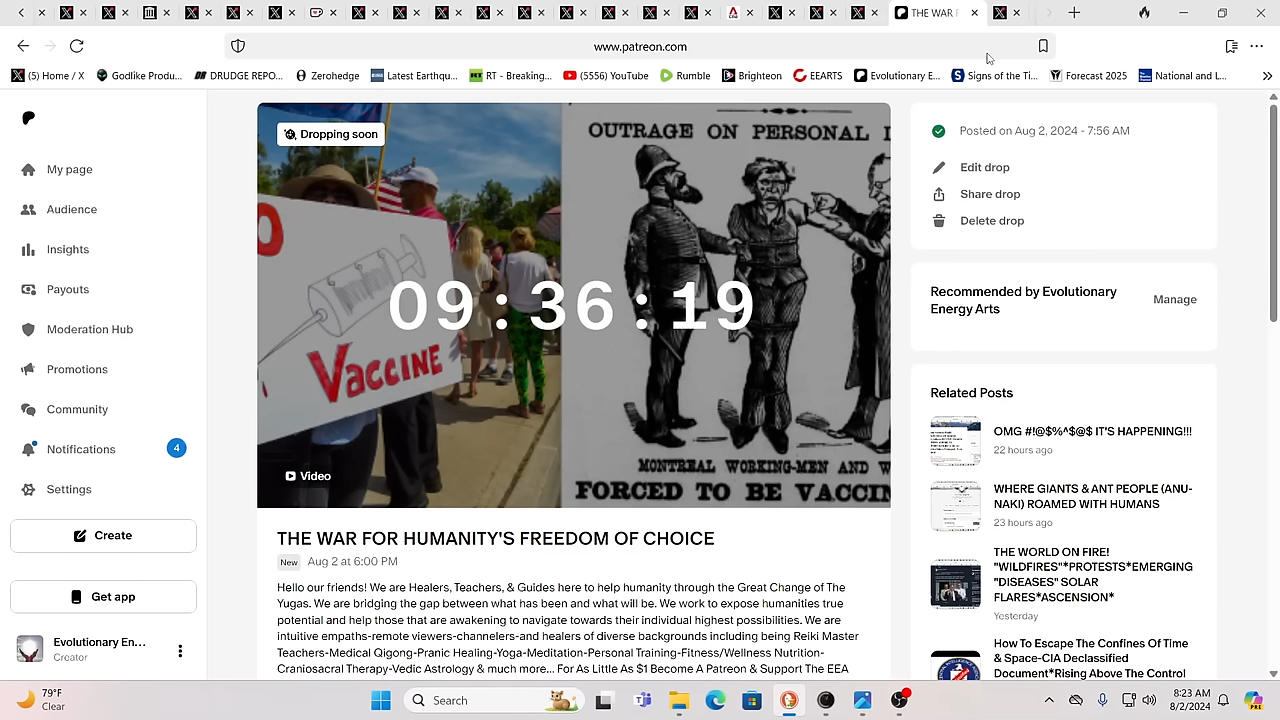 THE WAR F
www.patreon.com
(5) Home / X
Godlike Produ...
DRUDGE REPO...
Zerohedge
Latest Earthqu...
RT - Breaking...
(5556) YouTube
Rumble
Brighteon
EEARTS
Evolutionary E...
Signs of the Ti...
Forecast 2025
National and L...
My page
Audience
Insights
Payouts
Moderation Hub
Promotions
Community
Notifications
4
Settings
Create
Get app
Evolutionary En...
Creator
Dropping soon
VACCINE
OUTRAGE ON PERSONAL
09 : 36 : 19
MONTREAL WORKING-MEN AND W
FORCED TO BE VACCIN
Video
THE WAR FOR HUMANITY'S FREEDOM OF CHOICE
New
Aug 2 at 6:00 PM
Hello our friends! We are Healers, Teachers, & Guides here to help humanity through the Great Change of The
Yugas. We are bridging the gap between what has been and what will be. We work to expose humanities true
potential and help those that are awakening to navigate towards their individual highest possibilities. We are
intuitive empaths-remote viewers-channelers-and healers of diverse backgrounds including being Reiki Master
Teachers-Medical Qigong-Pranic Healing-Yoga-Meditation-Personal Training-Fitness/Wellness Nutrition-
Craniosacral Therapy-Vedic Astrology & much more... For As Little As $1 Become A Patreon & Support The EEA
Posted on Aug 2, 2024 - 7:56 AM
Edit drop
Share drop
Delete drop
Recommended by Evolutionary
Energy Arts
Manage
Related Posts
OMG #!@$%^$@$ IT'S HAPPENING!!!
22 hours ago
WHERE GIANTS & ANT PEOPLE (ANU-
NAKI) ROAMED WITH HUMANS
23 hours ago
THE WORLD ON FIRE!
"WILDFIRES"*PROTESTS*EMERGING
"DISEASES" SOLAR
FLARES*ASCENSION*
Yesterday
How To Escape The Confines Of Time
& Space-CIA Declassified
Document*Rising Above The Control
79°F
Clear
Search
8:23 AM
8/2/2024